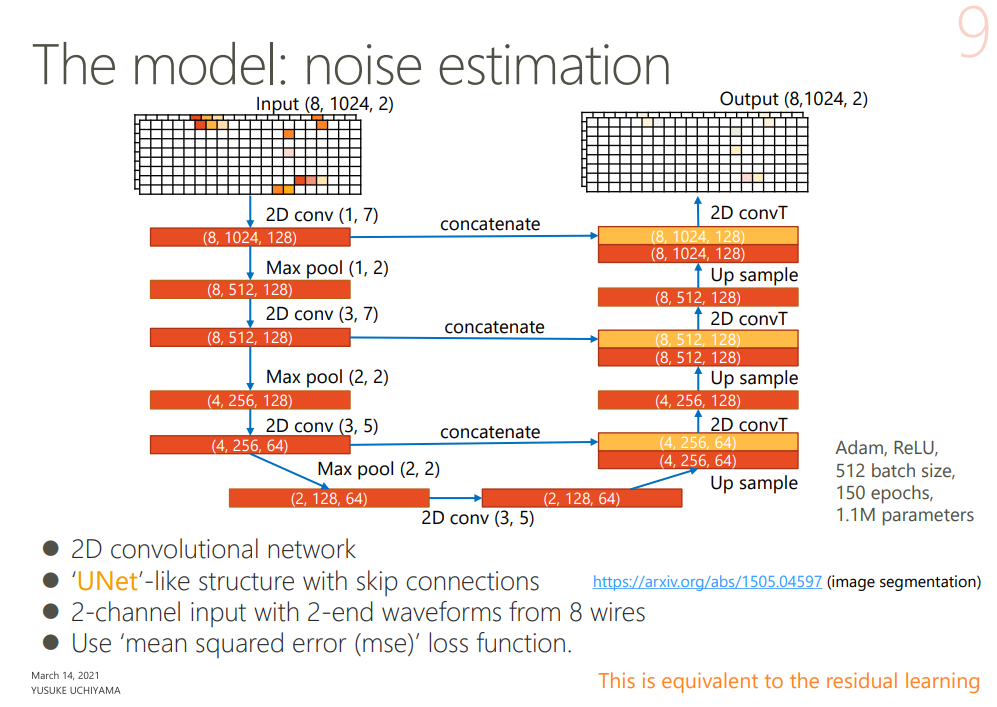 9
The model: noise estimation
Input (8, 1024, 2)
Output (8,1024, 2)
2D conv (1, 7)
(8, 1024, 128)
concatenate
Max pool (1, 2)
(8, 512, 128)
2D conv (3, 7)
(8, 512, 128)
concatenate
Max pool (2, 2)
(4, 256, 128)
2D conv (3, 5)
(4, 256, 64)
concatenate
Max pool (2, 2)
(2, 128, 64)
2D conv (3, 5)
(2, 128, 64)
2D convT
(8, 1024, 128)
(8, 1024, 128)
Up sample
(8, 512, 128)
2D convT
(8, 512, 128)
(8, 512, 128)
Up sample
(4, 256, 128)
2D convT
(4, 256, 64)
(4, 256, 64)
Up sample
Adam, ReLU,
512 batch size,
150 epochs,
1.1M parameters
● 2D convolutional network
● ‘UNet’-like structure with skip connections
https://arxiv.org/abs/1505.04597 (image segmentation)
● 2-channel input with 2-end waveforms from 8 wires
● Use ‘mean squared error (mse)’ loss function.
March 14, 2021
YUSUKE UCHIYAMA
This is equivalent to the residual learning